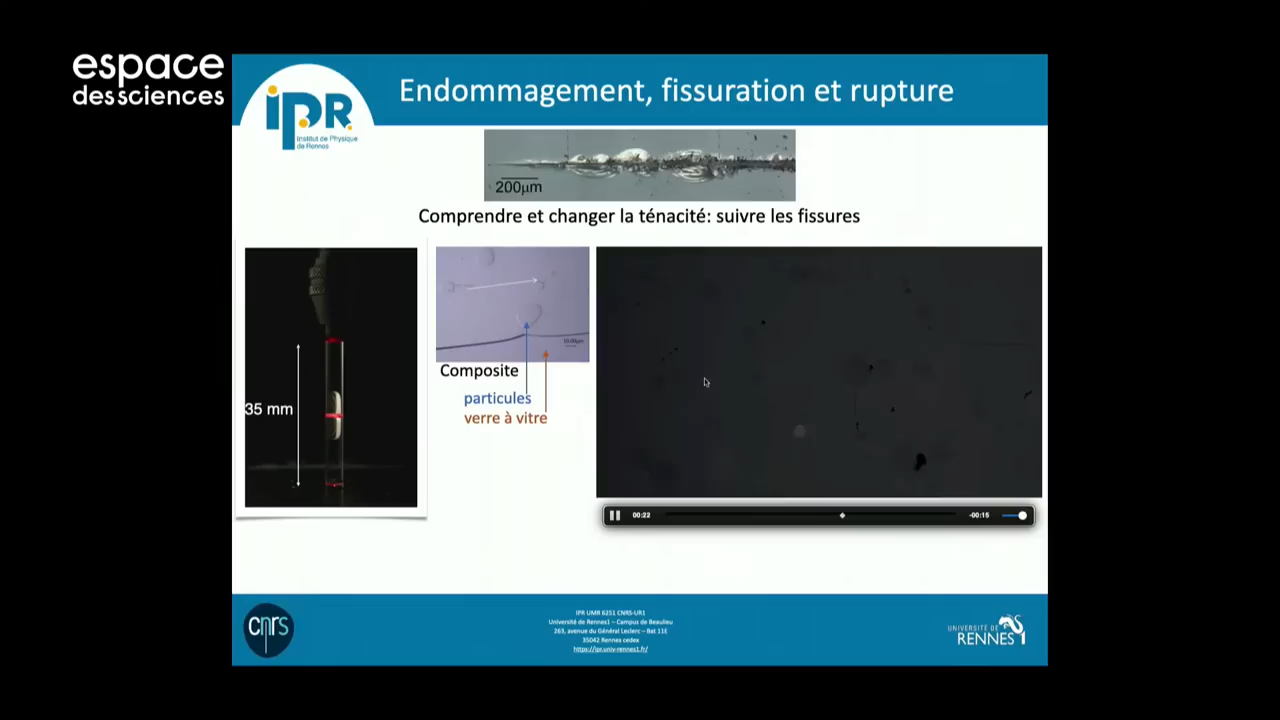 espace
des sciences
IPR
Institut de Physique
de Rennes
Endommagement, fissuration et rupture
200µm
Comprendre et changer la ténacité: suivre les fissures
35 mm
Composite
particules
verre à vitre
00:22
-00:15
cnrs
IPR UMR 6251 CNRS-UR1
Université de Rennes1 – Campus de Beaulieu
263, avenue du Général Leclerc – Bat 11E
35042 Rennes cedex
https://ipr.univ-rennes1.fr/
UNIVERSITÉ DE
RENNES 1